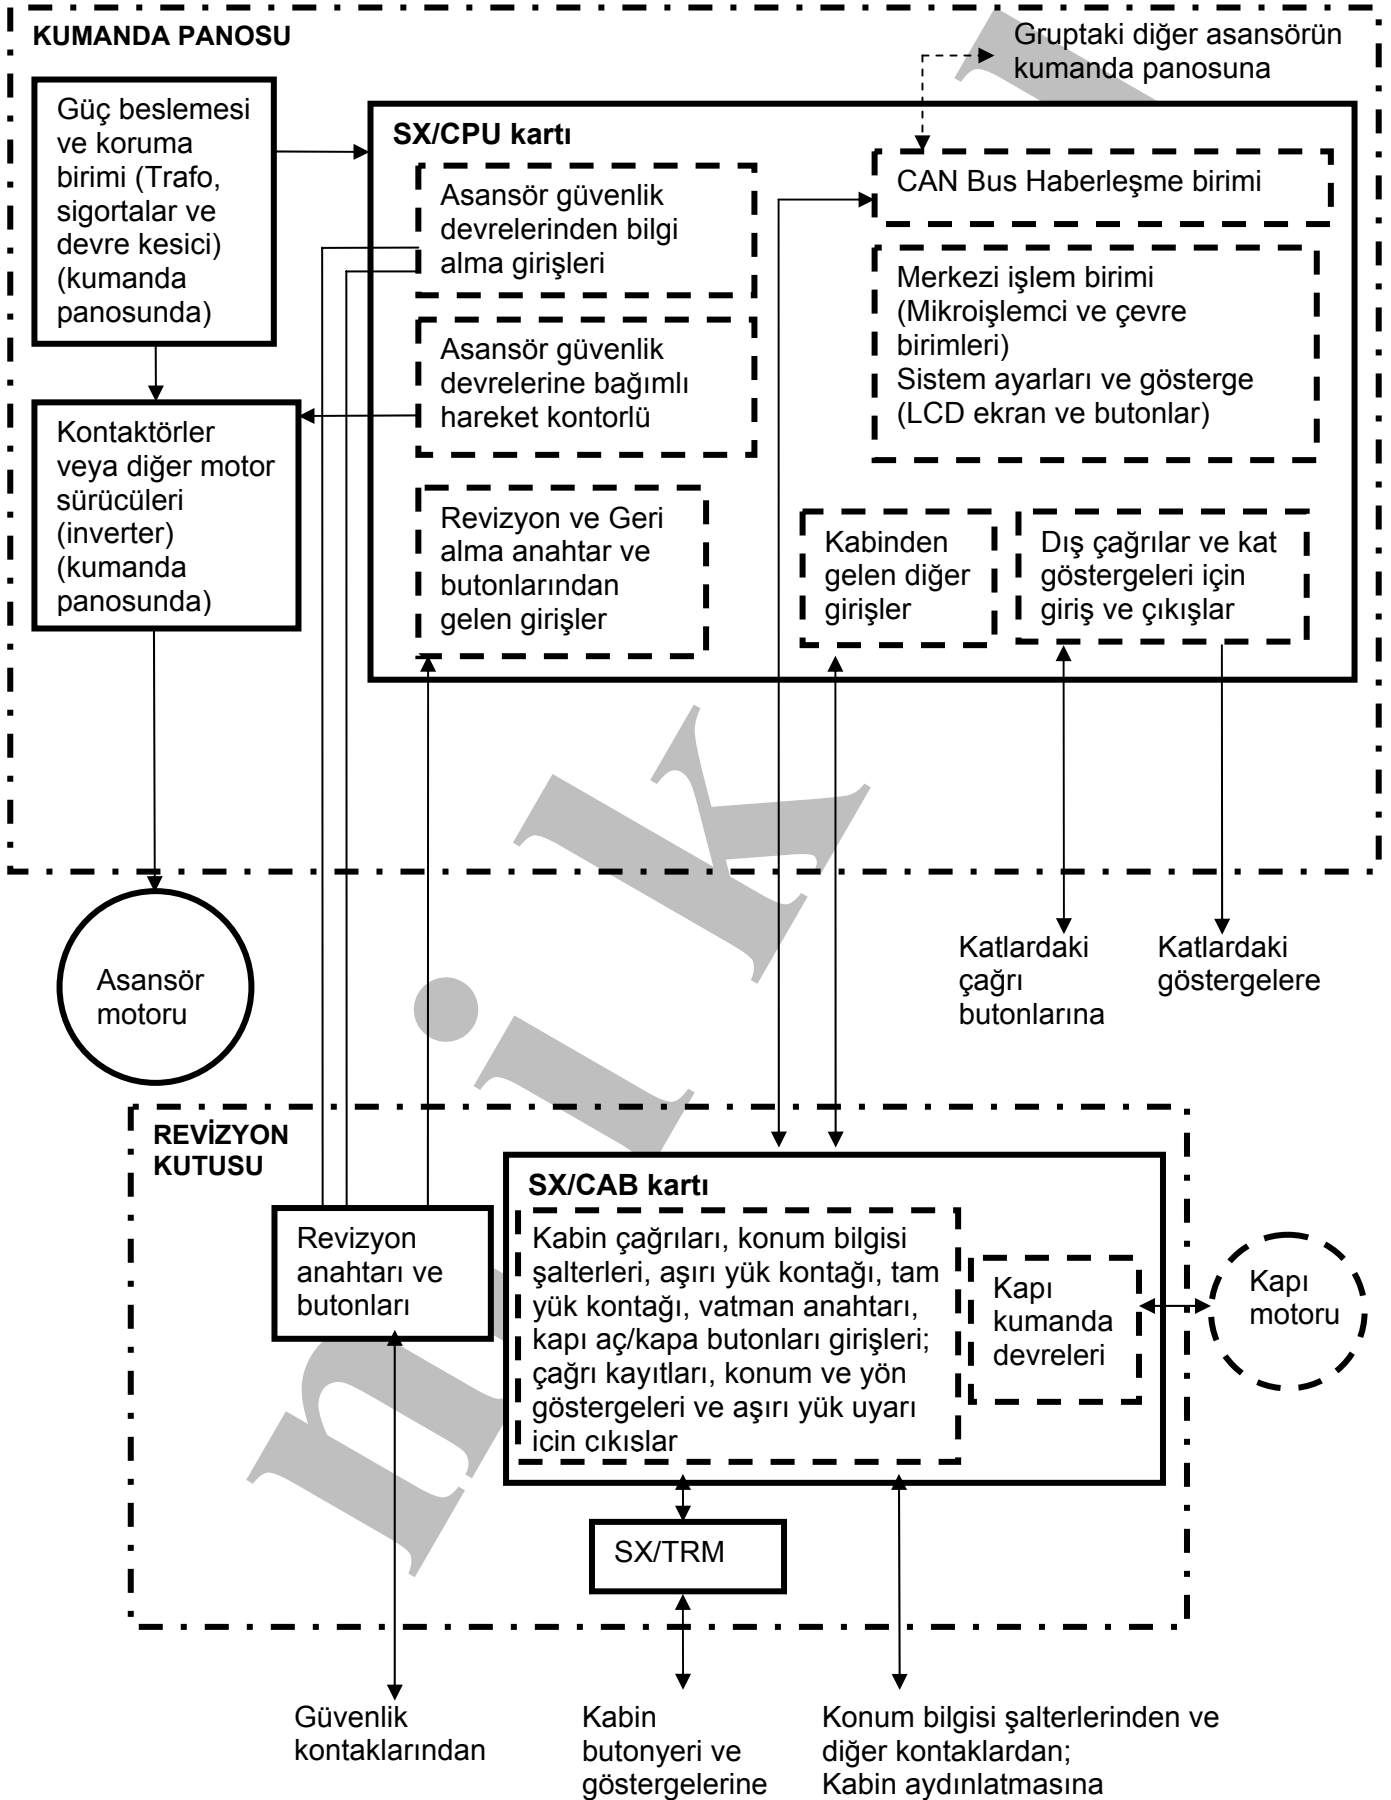 KUMANDA PANOSU
Gruptaki diğer asansörün
kumanda panosuna
Güç beslemesi
ve koruma
birimi (Trafo,
sigortalar ve
devre kesici)
(kumanda
panosunda)
SX/CPU kartı
Asansör güvenlik
devrelerinden bilgi
alma girişleri
CAN Bus Haberleşme birimi
Merkezi işlem birimi
(Mikroişlemci ve çevre
birimleri)
Sistem ayarları ve gösterge
(LCD ekran ve butonlar)
Asansör güvenlik
devrelerine bağımlı
hareket kontorlü
Kontaktörler
veya diğer motor
sürücüleri
(inverter)
(kumanda
panosunda)
Revizyon ve Geri
alma anahtar ve
butonlarından
gelen girişler
Kabinden
gelen diğer
girişler
Dış çağrılar ve kat
göstergeleri için
giriş ve çıkışlar
Asansör
motoru
Katlardaki
çağrı
butonlarına
Katlardaki
göstergelere
REVİZYON
KUTUSU
SX/CAB kartı
Revizyon
anahtarı ve
butonları
Kabin çağrıları, konum bilgisi
şalterleri, aşırı yük kontağı, tam
yük kontağı, vatman anahtarı,
kapı aç/kapa butonları girişleri;
çağrı kayıtları, konum ve yön
göstergeleri ve aşırı yük uyarı
icin cıkıslar
Kapı
kumanda
devreleri
Kapı
motoru
SX/TRM
Güvenlik
kontaklarından
Kabin
butonyeri ve
göstergelerine
Konum bilgisi şalterlerinden ve
diğer kontaklardan;
Kabin aydınlatmasına